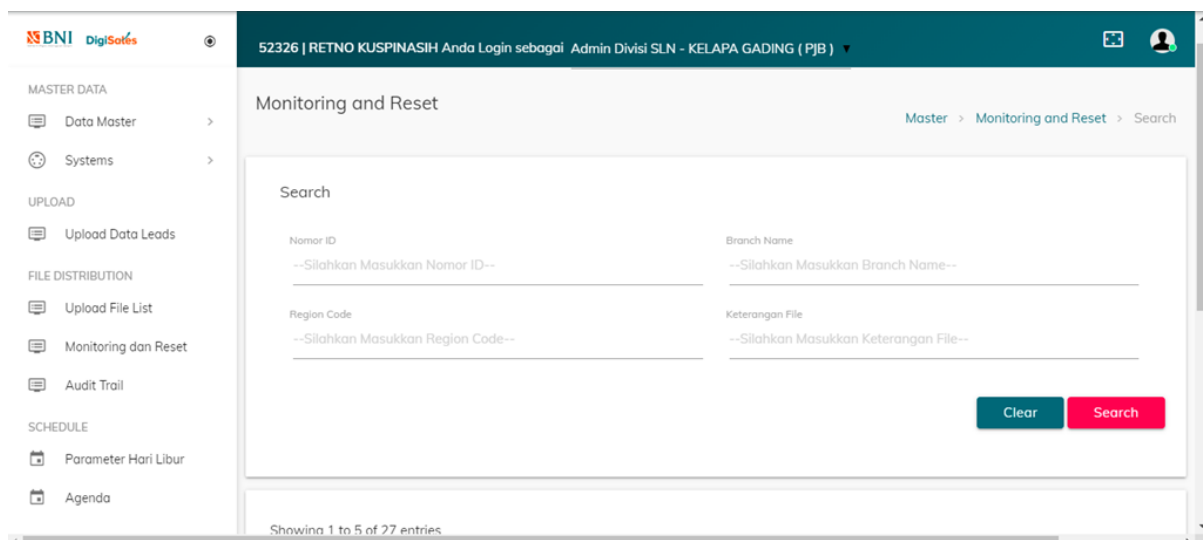 BNI DigiSales
52326 | RETNO KUSPINASIH Anda Login sebagai Admin Divisi SLN - KELAPA GADING ( PJB )
MASTER DATA
Data Master
Systems
UPLOAD
Upload Data Leads
FILE DISTRIBUTION
Upload File List
Monitoring dan Reset
Audit Trail
SCHEDULE
Parameter Hari Libur
Agenda
Monitoring and Reset
Master > Monitoring and Reset > Search
Search
Nomor ID
--Silahkan Masukkan Nomor ID--
Branch Name
--Silahkan Masukkan Branch Name--
Region Code
--Silahkan Masukkan Region Code--
Keterangan File
--Silahkan Masukkan Keterangan File--
Clear
Search
Showing 1 to 5 of 27 entries